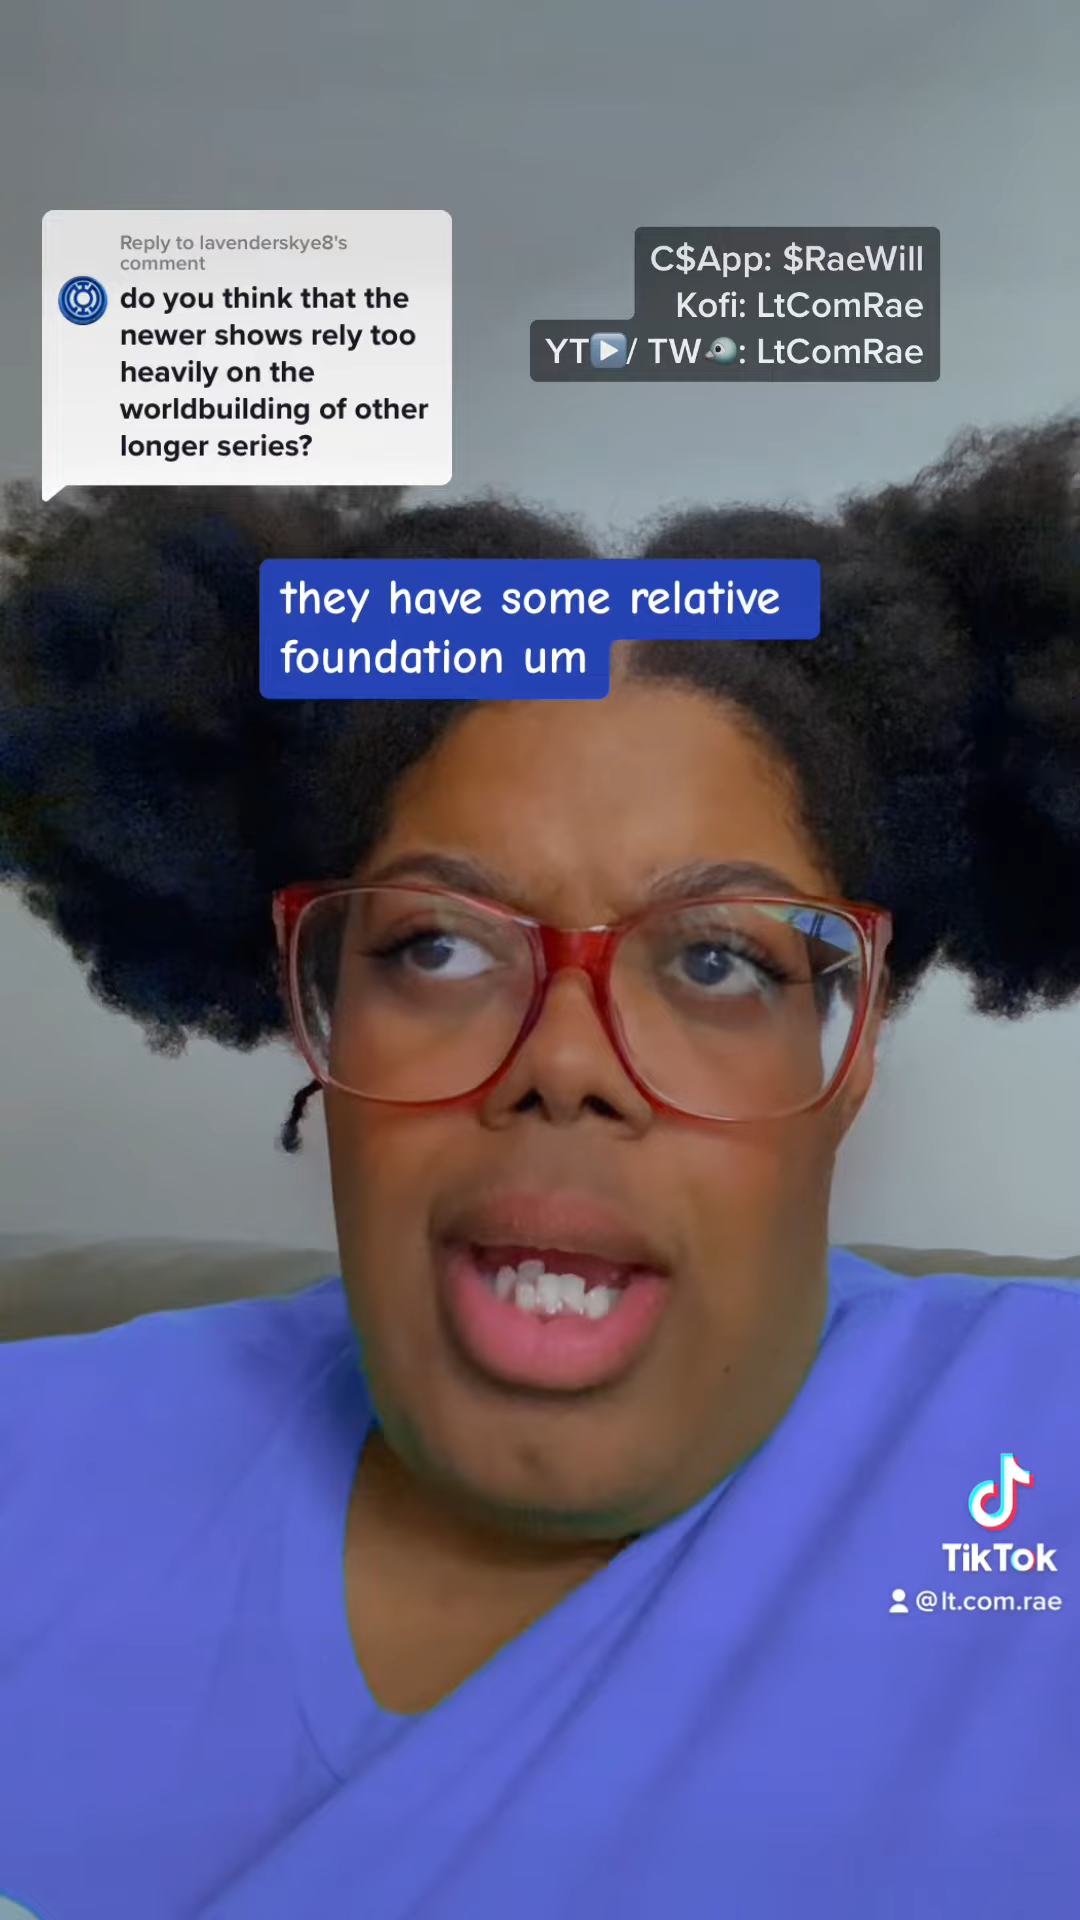 Reply to lavenderskye8's
comment
do you think that the
newer shows rely too
heavily on the
worldbuilding of other
longer series?
C$App: $RaeWill
Kofi: LtComRae
YT▶️/ TW🐦: LtComRae
they have some relative
foundation um
TikTok
@lt.com.rae